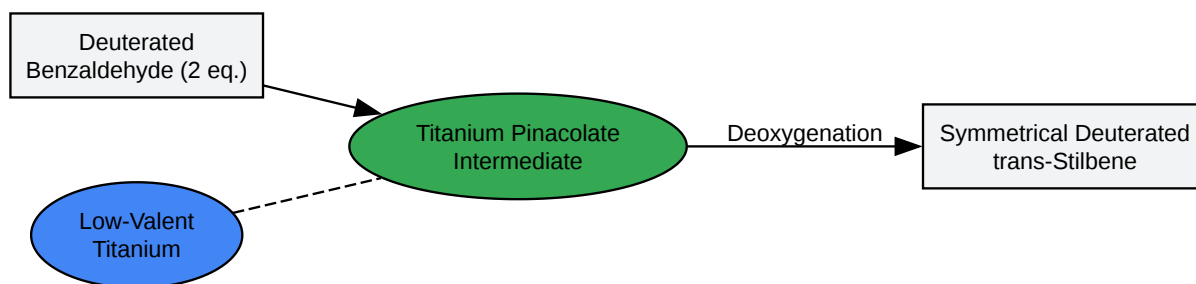 Deuterated
Benzaldehyde (2 eq.)
Titanium Pinacolate
Intermediate
Deoxygenation
Symmetrical Deuterated
trans-Stilbene
Low-Valent
Titanium